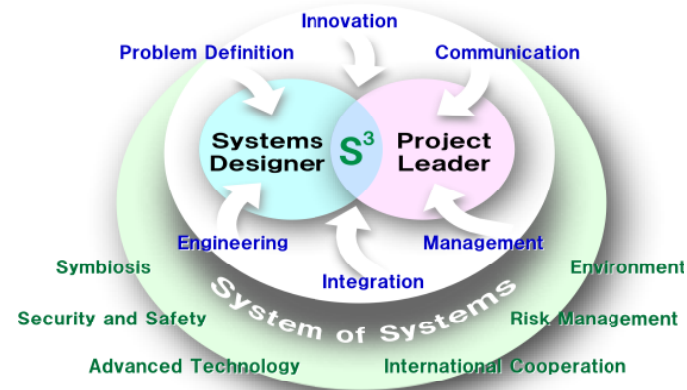 Innovation
Problem Definition
Communication
Systems
Designer
S³
Project
Leader
Engineering
Management
Integration
System of Systems
Symbiosis
Environment
Security and Safety
Risk Management
Advanced Technology
International Cooperation